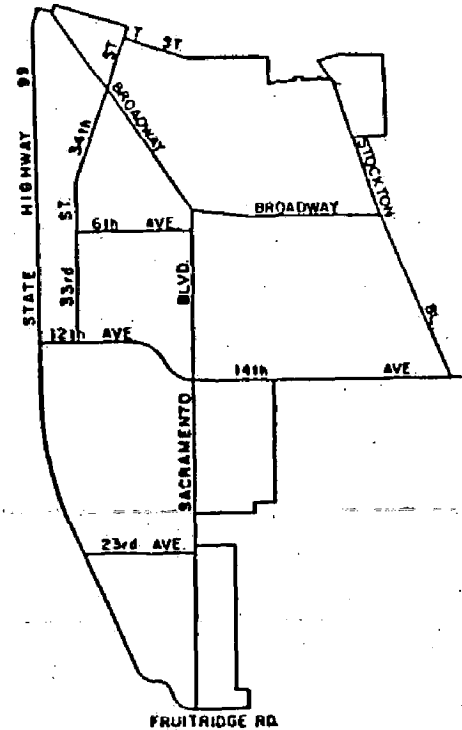 T ST.
34th ST.
BROADWAY
STATE HIGHWAY 99
STOCKTON BL.
BROADWAY
6th AVE.
33rd ST.
SACRAMENTO BLVD.
12th AVE
14th AVE
23rd AVE.
FRUITRIDGE RD.